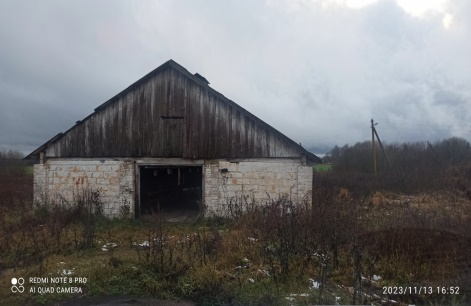 REDMI NOTE 8 PRO
AI QUAD CAMERA
2023/11/13 16:52